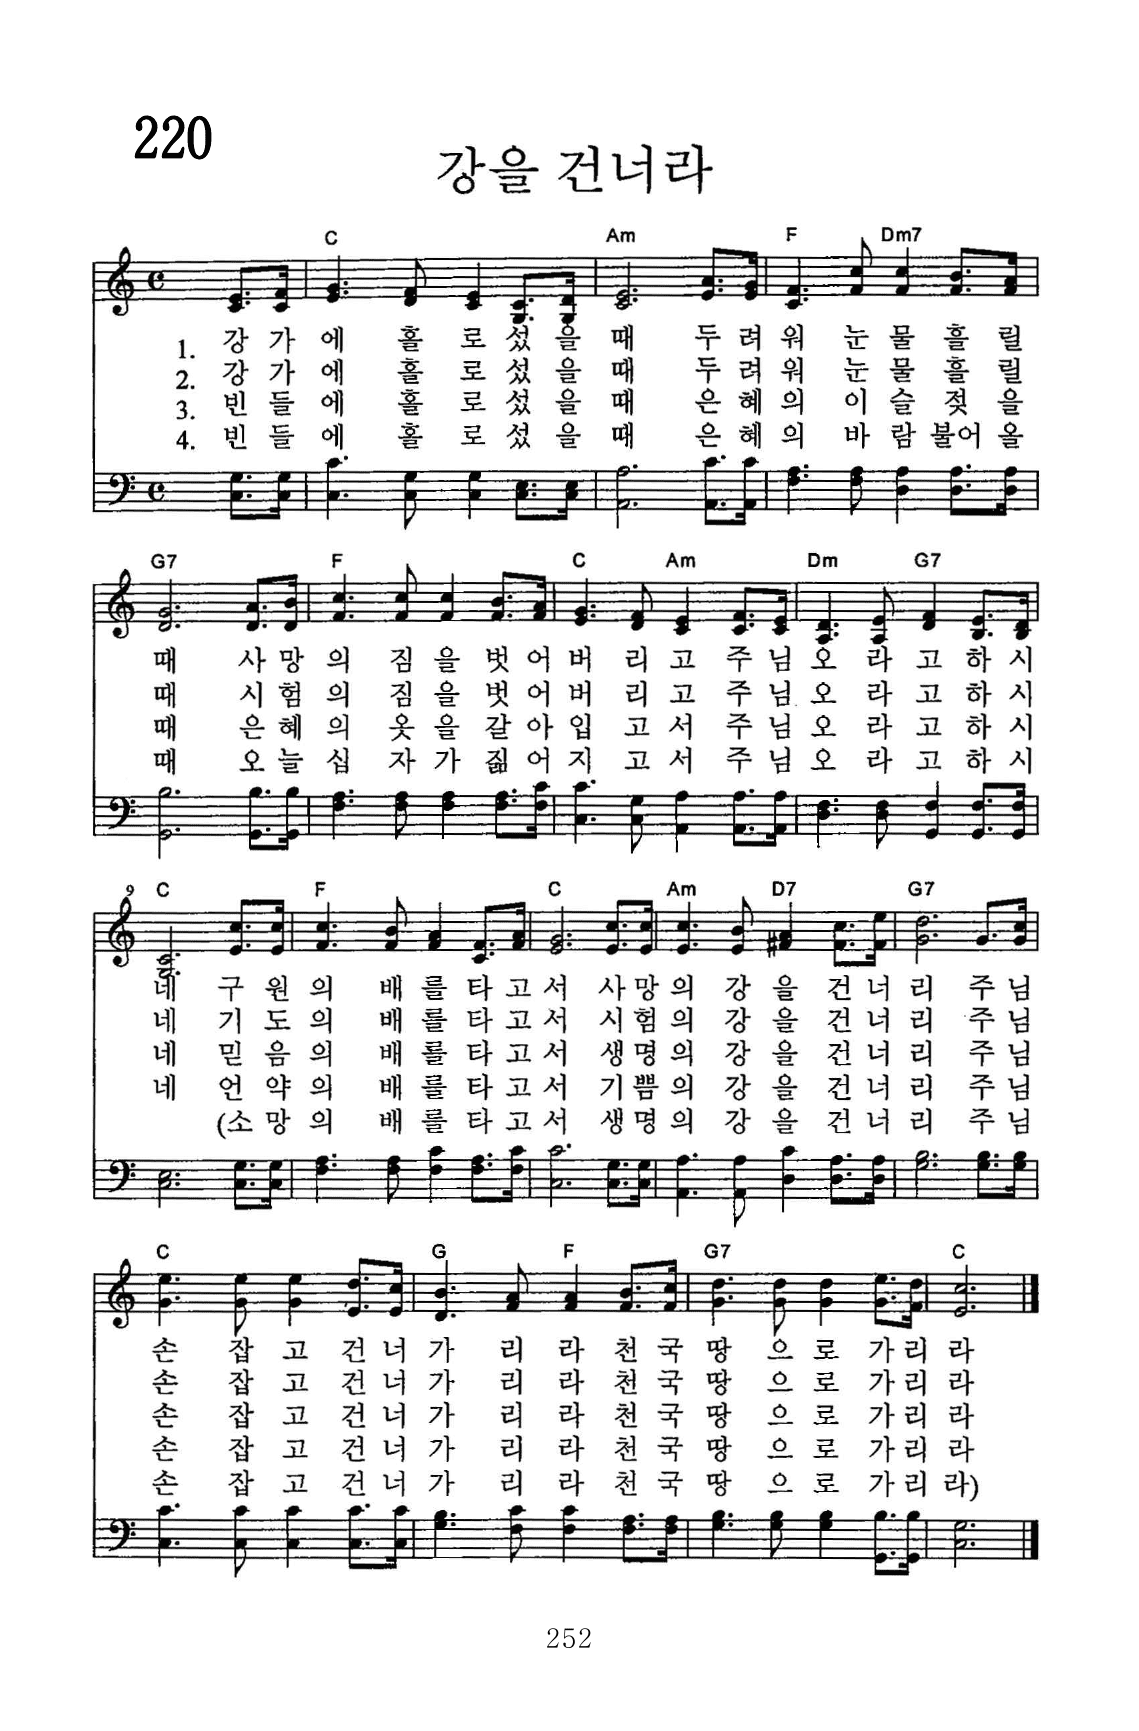 220
강을 건너라
C Am F Dm7
1. 강 가 에 홀 로 섰 을 때 두 려 워 눈 물 흘 릴
2. 강 가 에 홀 로 섰 을 때 두 려 워 눈 물 흘 릴
3. 빈 들 에 홀 로 섰 을 때 은 혜 의 이 슬 젖 을
4. 빈 들 에 홀 로 섰 을 때 은 혜 의 바 람 불어 올
G7 F C Am Dm G7
때 사 망 의 짐 을 벗 어 버 리 고 주 님 오 라 고 하 시
때 시 험 의 짐 을 벗 어 버 리 고 주 님 오 라 고 하 시
때 은 혜 의 옷 을 갈 아 입 고 서 주 님 오 라 고 하 시
때 오 늘 십 자 가 짊 어 지 고 서 주 님 오 라 고 하 시
9 C F C Am D7 G7
네 구 원 의 배 를 타 고 서 사 망 의 강 을 건 너 리 주 님
네 기 도 의 배 를 타 고 서 시 험 의 강 을 건 너 리 주 님
네 믿 음 의 배 를 타 고 서 생 명 의 강 을 건 너 리 주 님
네 언 약 의 배 를 타 고 서 기 쁨 의 강 을 건 너 리 주 님
(소 망 의 배 를 타 고 서 생 명 의 강 을 건 너 리 주 님
C G F G7 C
손 잡 고 건 너 가 리 라 천 국 땅 으 로 가 리 라
손 잡 고 건 너 가 리 라 천 국 땅 으 로 가 리 라
손 잡 고 건 너 가 리 라 천 국 땅 으 로 가 리 라
손 잡 고 건 너 가 리 라 천 국 땅 으 로 가 리 라
손 잡 고 건 너 가 리 라 천 국 땅 으 로 가 리 라)
252